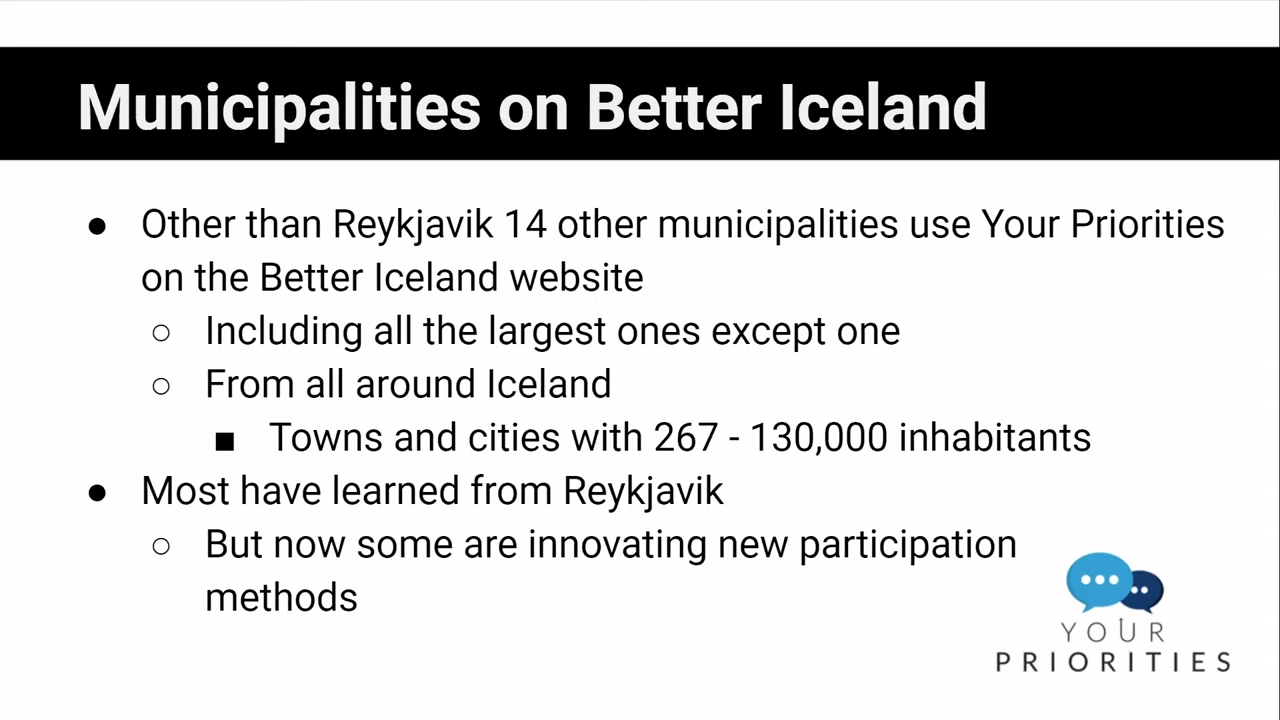 Municipalities on Better Iceland
● Other than Reykjavik 14 other municipalities use Your Priorities
on the Better Iceland website
○ Including all the largest ones except one
○ From all around Iceland
■ Towns and cities with 267 - 130,000 inhabitants
● Most have learned from Reykjavik
○ But now some are innovating new participation
methods
YOUR
PRIORITIES